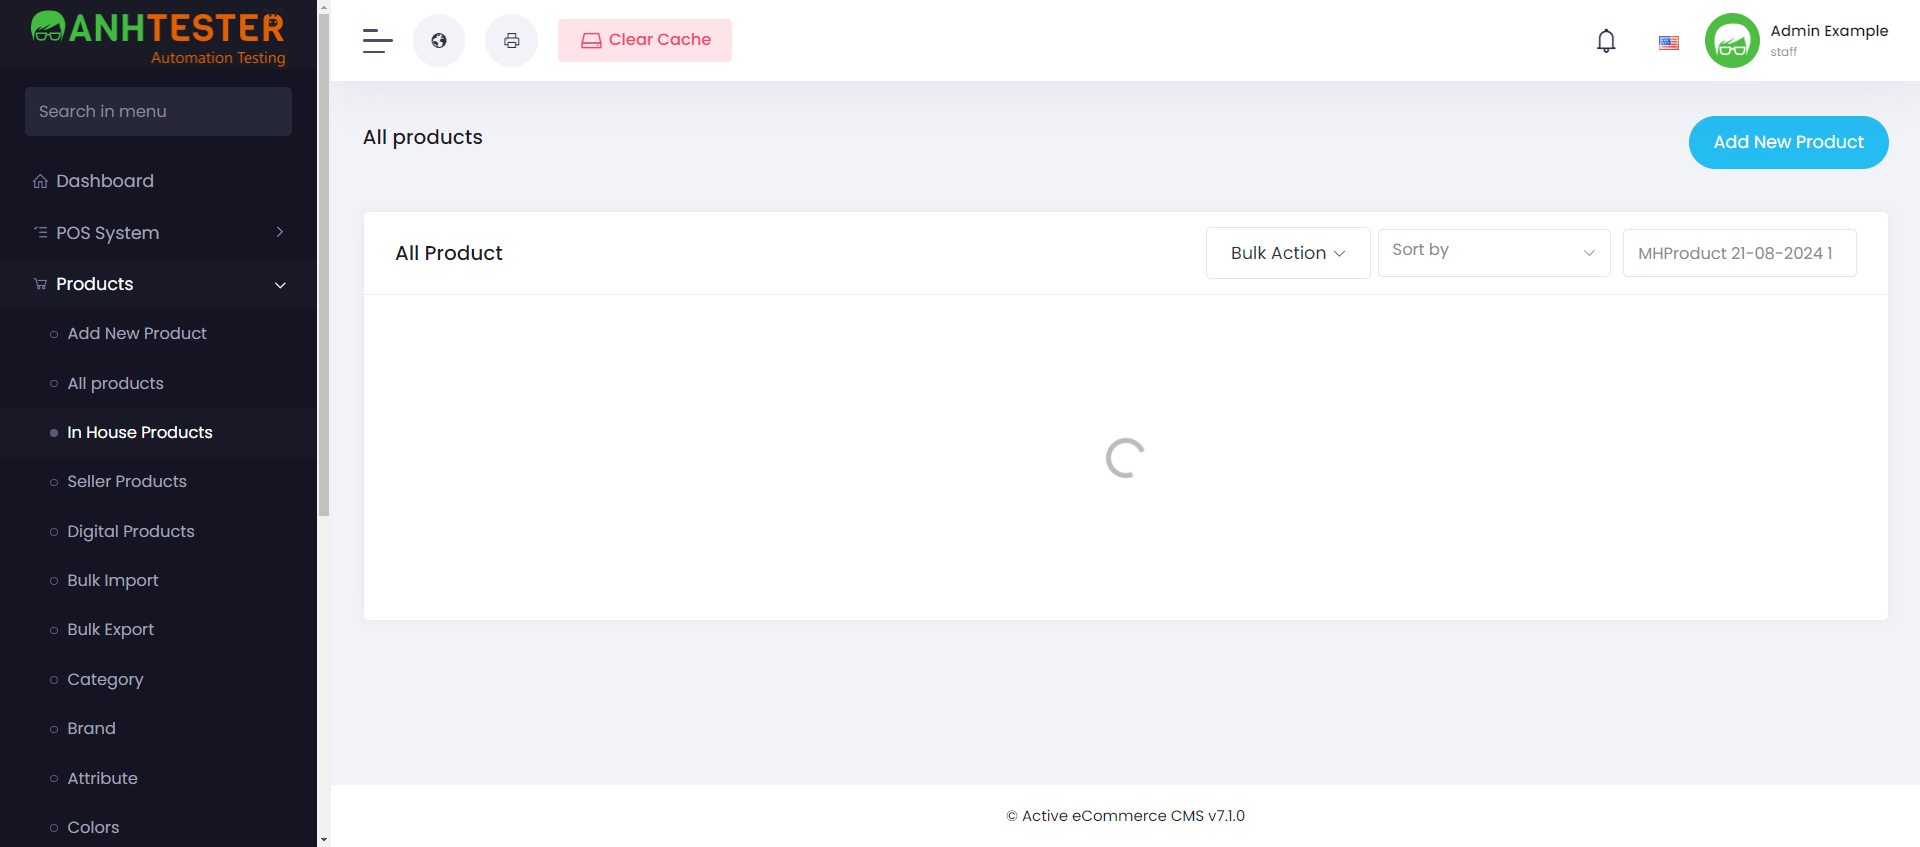 ANHTESTER
Automation Testing
Search in menu
Dashboard
POS System
Products
Add New Product
All products
In House Products
Seller Products
Digital Products
Bulk Import
Bulk Export
Category
Brand
Attribute
Colors
Clear Cache
Admin Example
staff
All products
Add New Product
All Product
Bulk Action
Sort by
MHProduct 21-08-2024 1
© Active eCommerce CMS v7.1.0